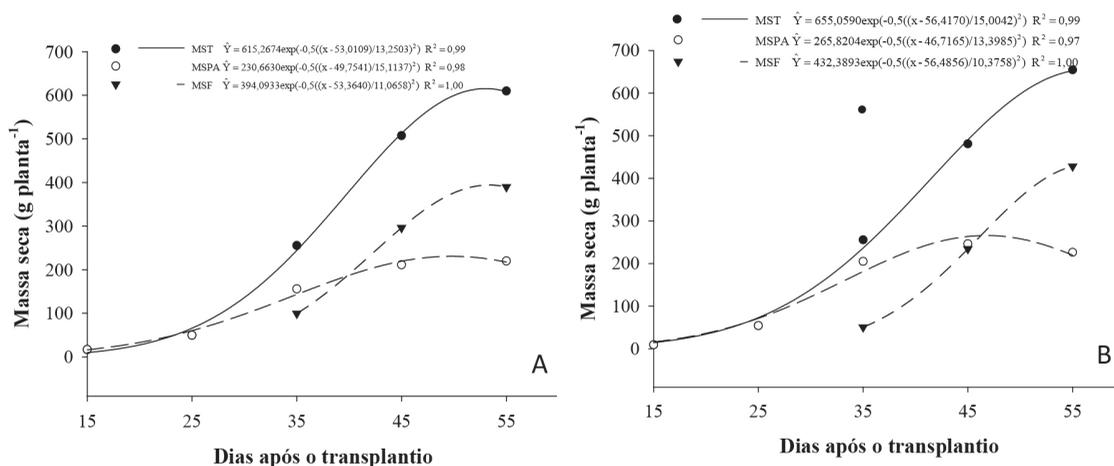 MST Ŷ = 615,2674exp(-0,5((x - 53,0109)/13,2503)²) R² = 0,99
MSPA Ŷ = 230,6630exp(-0,5((x - 49,7541)/15,1137)²) R² = 0,98
MSF Ŷ = 394,0933exp(-0,5((x - 53,3640)/11,0658)²) R² =1,00
Massa seca (g planta⁻¹)
700
600
500
400
300
200
100
0
A
15 25 35 45 55
Dias após o transplantio
MST Ŷ = 655,0590exp(-0,5((x - 56,4170)/15,0042)²) R² = 0,99
MSPA Ŷ = 265,8204exp(-0,5((x - 46,7165)/13,3985)²) R² = 0,97
MSF Ŷ = 432,3893exp(-0,5((x - 56,4856)/10,3758)²) R² = 1,00
Massa seca (g planta⁻¹)
700
600
500
400
300
200
100
0
B
15 25 35 45 55
Dias após o transplantio